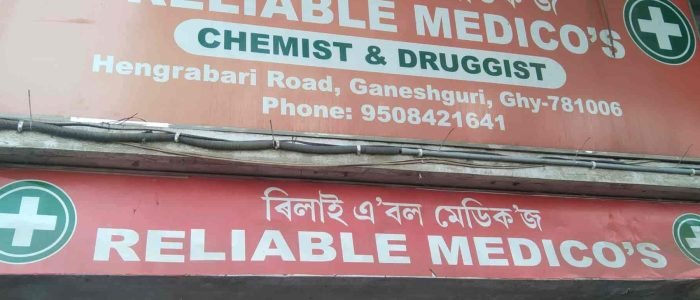 RELIABLE MEDICO'S
CHEMIST & DRUGGIST
Hengrabari Road, Ganeshguri, Ghy-781006
Phone: 9508421641
ৰিলাই এ'বল মেডিক'জ
RELIABLE MEDICO'S